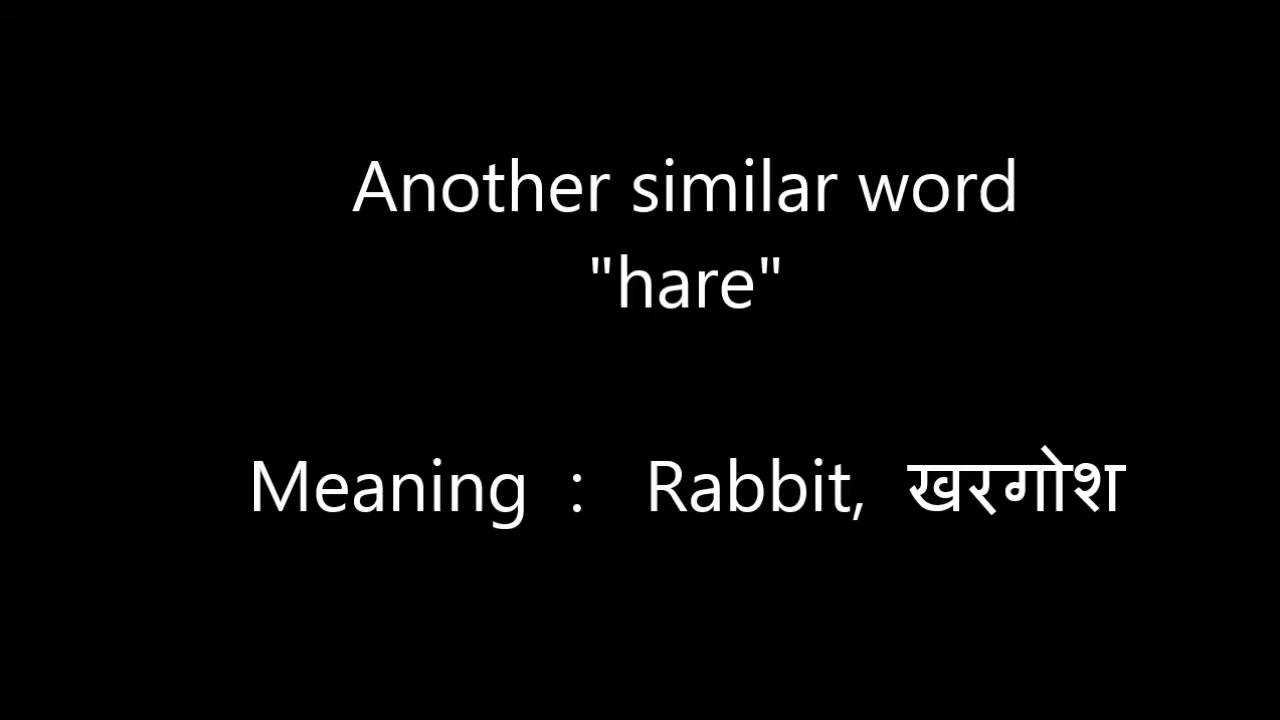 Another similar word
"hare"
Meaning : Rabbit, खरगोश